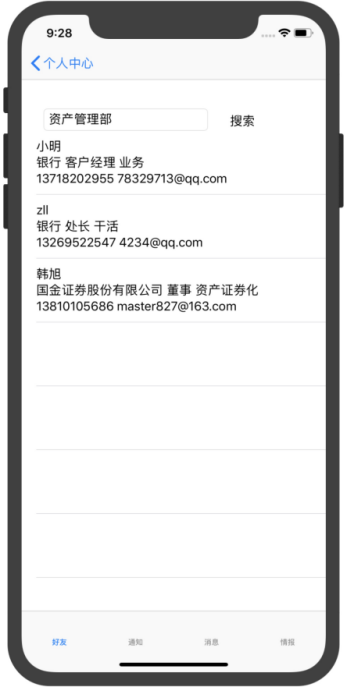 9:28
个人中心
资产管理部 搜索
小明
银行 客户经理 业务
13718202955 78329713@qq.com
zll
银行 处长 干活
13269522547 4234@qq.com
韩旭
国金证券股份有限公司 董事 资产证券化
13810105686 master827@163.com
好友 通知 消息 情报